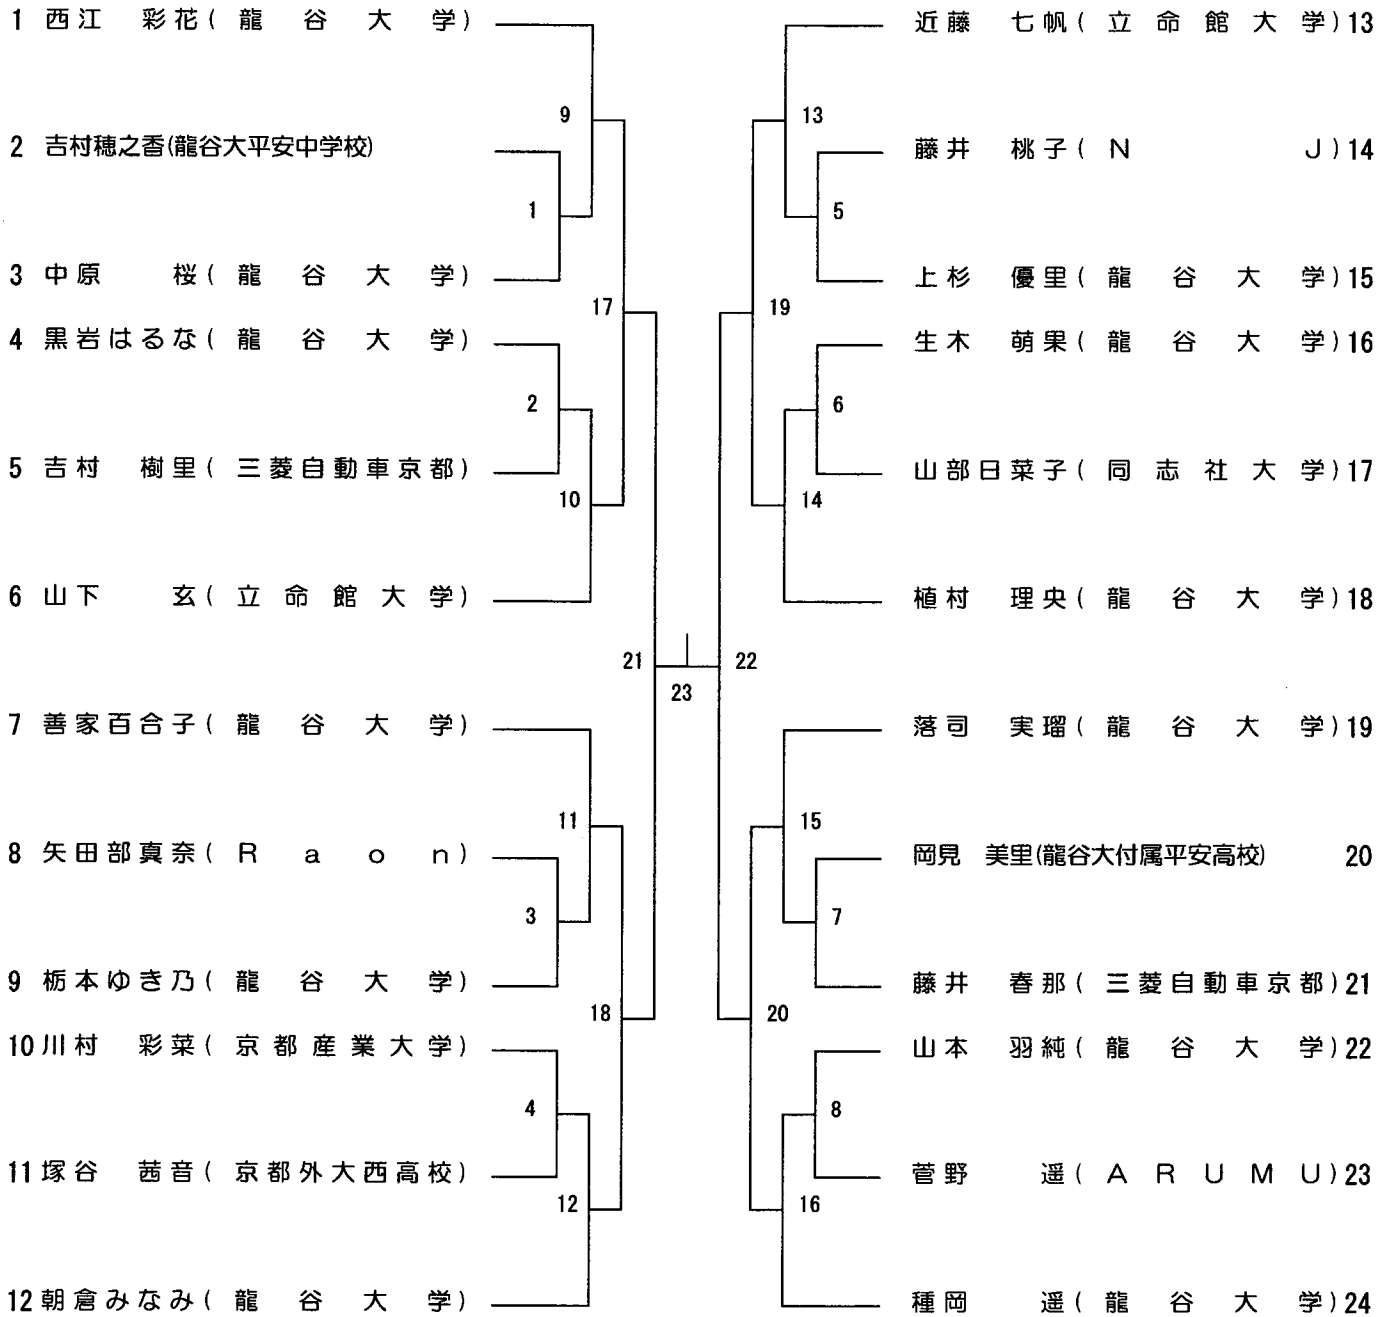 1 西江 彩花(龍谷大学)
2 吉村穂之香(龍谷大平安中学校)
3 中原 桜(龍谷大学)
4 黒岩はるな(龍谷大学)
5 吉村 樹里(三菱自動車京都)
6 山下 玄(立命館大学)
7 善家百合子(龍谷大学)
8 矢田部真奈(Raon)
9 栃本ゆき乃(龍谷大学)
10 川村 彩菜(京都産業大学)
11 塚谷 茜音(京都外大西高校)
12 朝倉みなみ(龍谷大学)
9
1
17
2
10
21
23
11
3
18
4
12
13
5
19
6
14
22
15
7
20
8
16
近藤 七帆(立命館大学)13
藤井 桃子(NJ)14
上杉 優里(龍谷大学)15
生木 萌果(龍谷大学)16
山部日菜子(同志社大学)17
植村 理央(龍谷大学)18
落司 実瑠(龍谷大学)19
岡見 美里(龍谷大付属平安高校) 20
藤井 春那(三菱自動車京都)21
山本 羽純(龍谷大学)22
菅野 遥(ARUMU)23
種岡 遥(龍谷大学)24